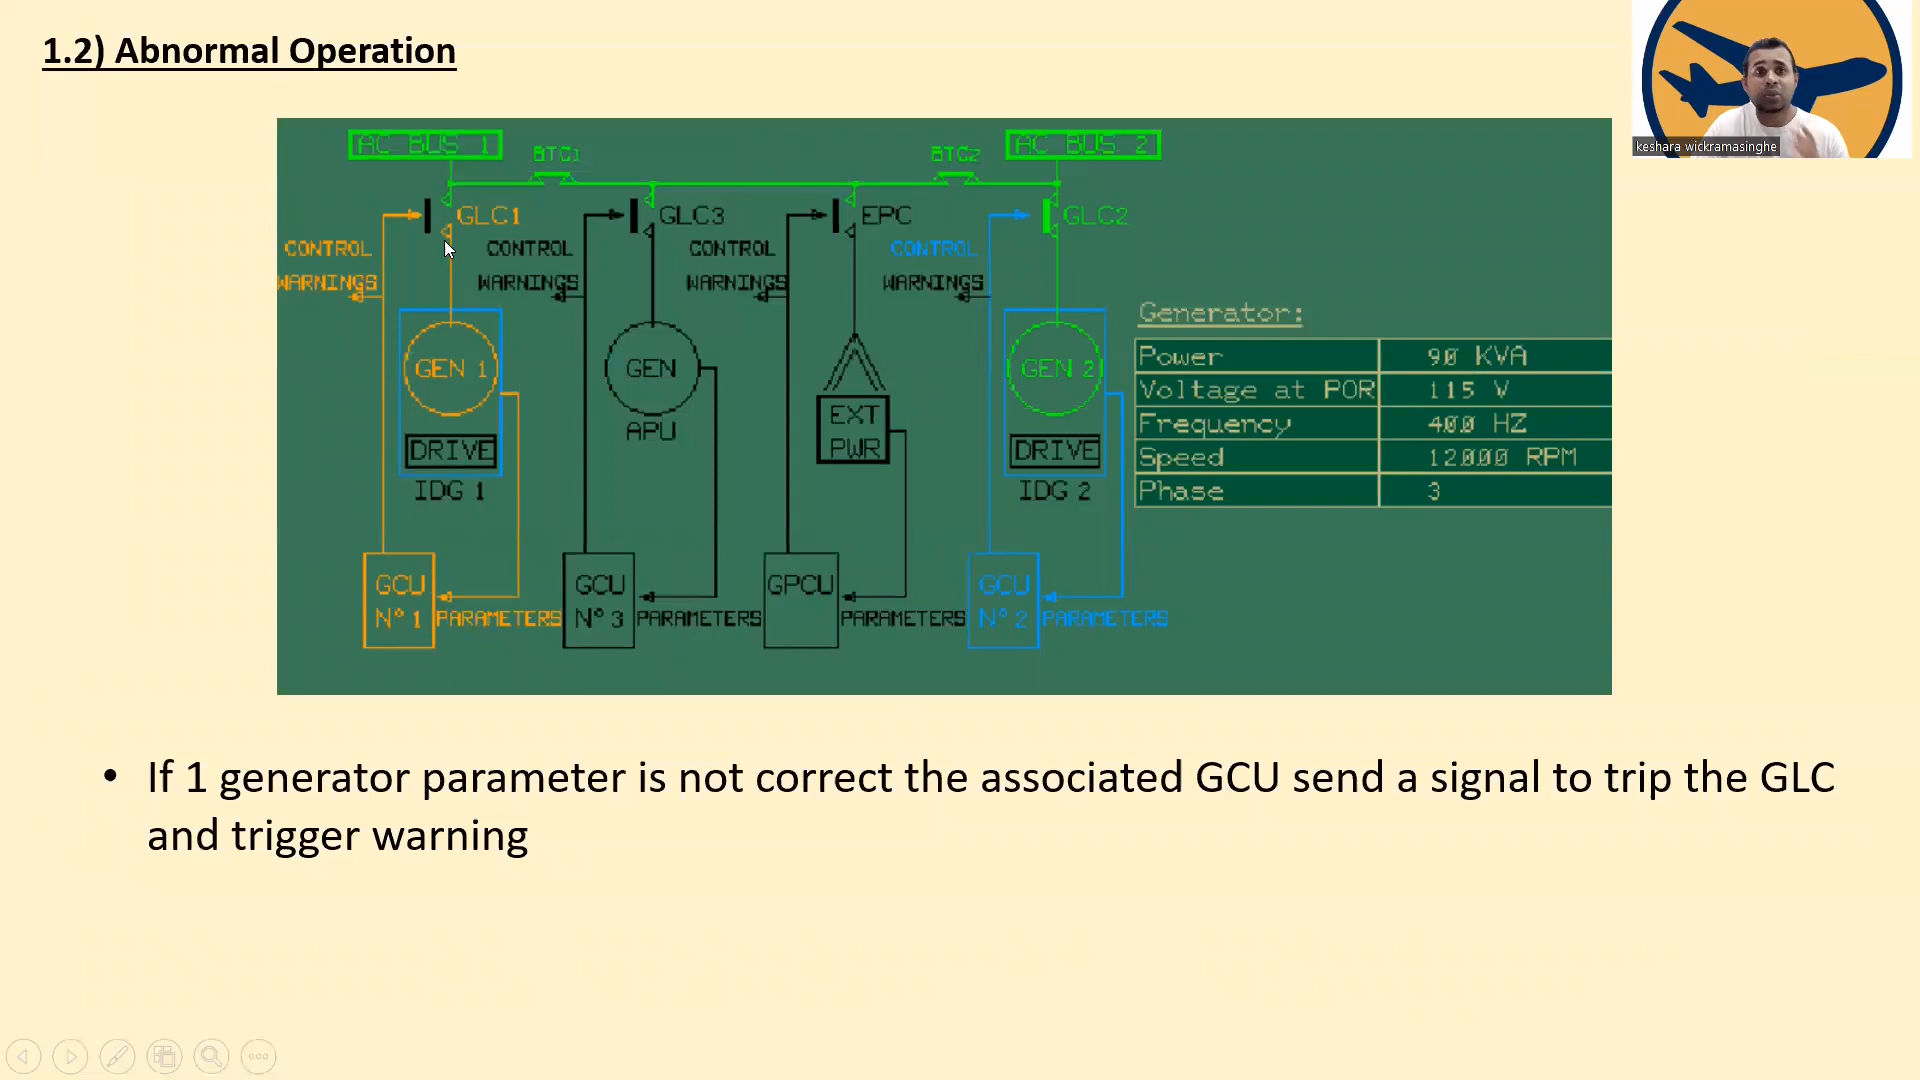 1.2) Abnormal Operation
keshara wickramasinghe
AC BUS 1
BTC1
BTC2
AC BUS 2
GLC1
GLC3
EPC
GLC2
CONTROL
CONTROL
CONTROL
CONTROL
WARNINGS
WARNINGS
WARNINGS
WARNINGS
GEN 1
GEN
APU
EXT
PWR
GEN 2
DRIVE
DRIVE
IDG 1
IDG 2
Generator:
Power 90 KVA
Voltage at POR 115 V
Frequency 400 HZ
Speed 12000 RPM
Phase 3
GCU
N° 1
PARAMETERS
GCU
N° 3
PARAMETERS
GPCU
PARAMETERS
GCU
N° 2
PARAMETERS
• If 1 generator parameter is not correct the associated GCU send a signal to trip the GLC
and trigger warning